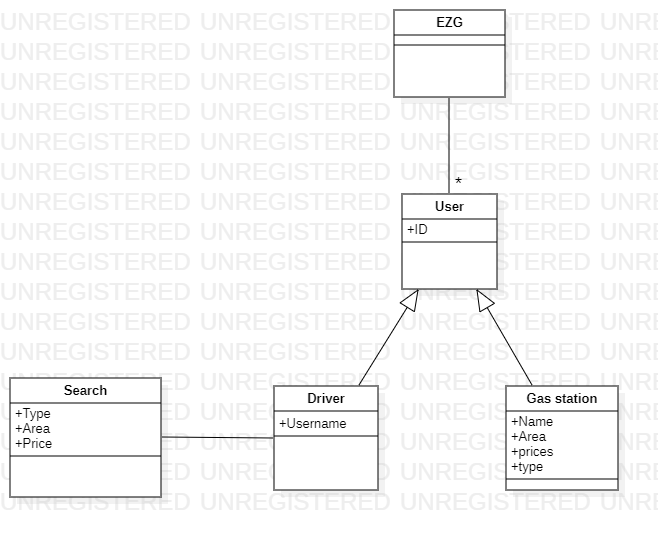 EZG
*
User
+ID
Search
+Type
+Area
+Price
Driver
+Username
Gas station
+Name
+Area
+prices
+type
UNREGISTERED